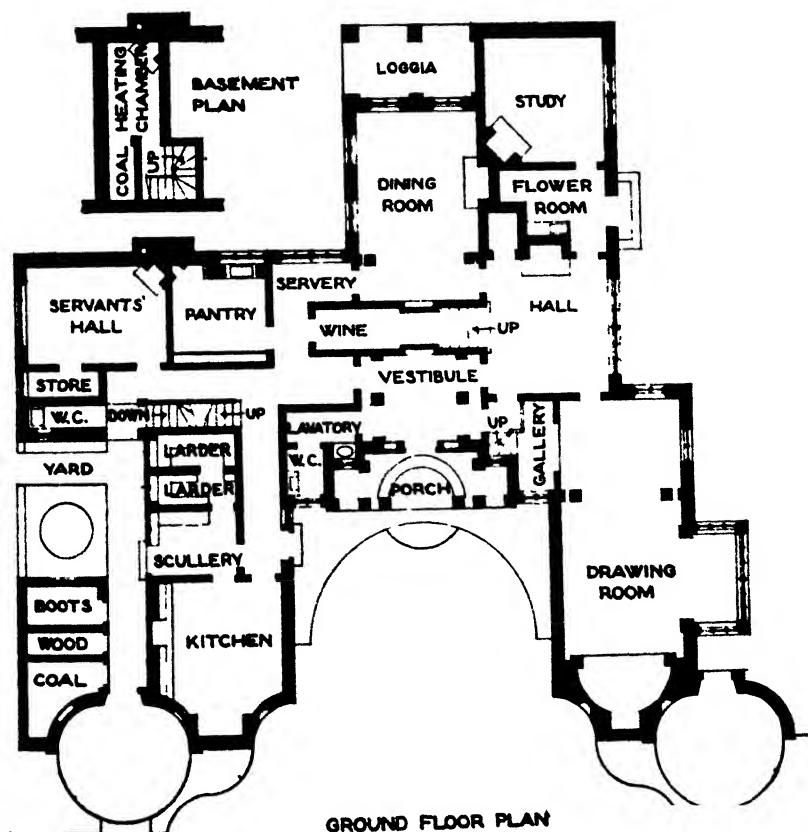 COAL HEATING
CHAMBER
UP
BASEMENT
PLAN
LOGGIA
STUDY
DINING
ROOM
FLOWER
ROOM
SERVERY
SERVANTS'
HALL
PANTRY
HALL
WINE
UP
STORE
VESTIBULE
W.C.
DOWN
UP
LAVATORY
UP
GALLERY
LARDER
W.C.
YARD
LARDER
PORCH
SCULLERY
DRAWING
ROOM
BOOTS
WOOD
KITCHEN
COAL
GROUND FLOOR PLAN